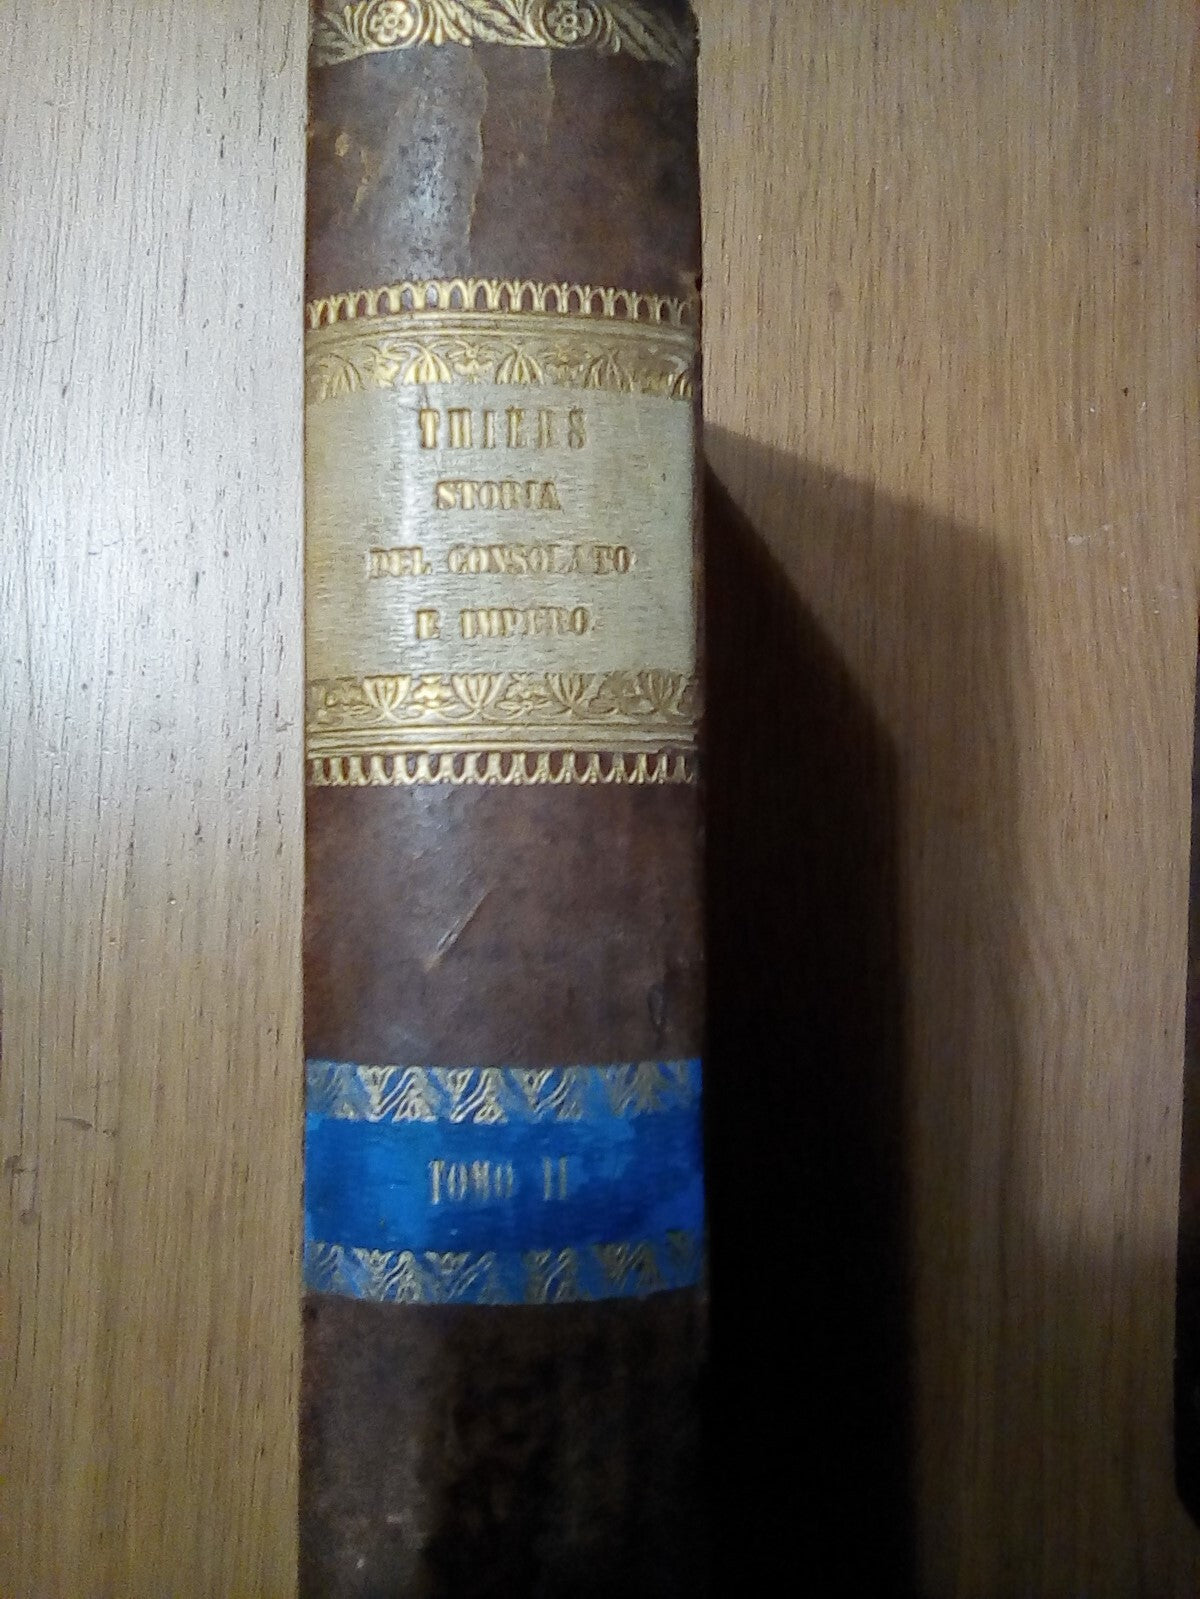 THIERS
STORIA
DEL CONSOLATO
E IMPERO.
TOMO II